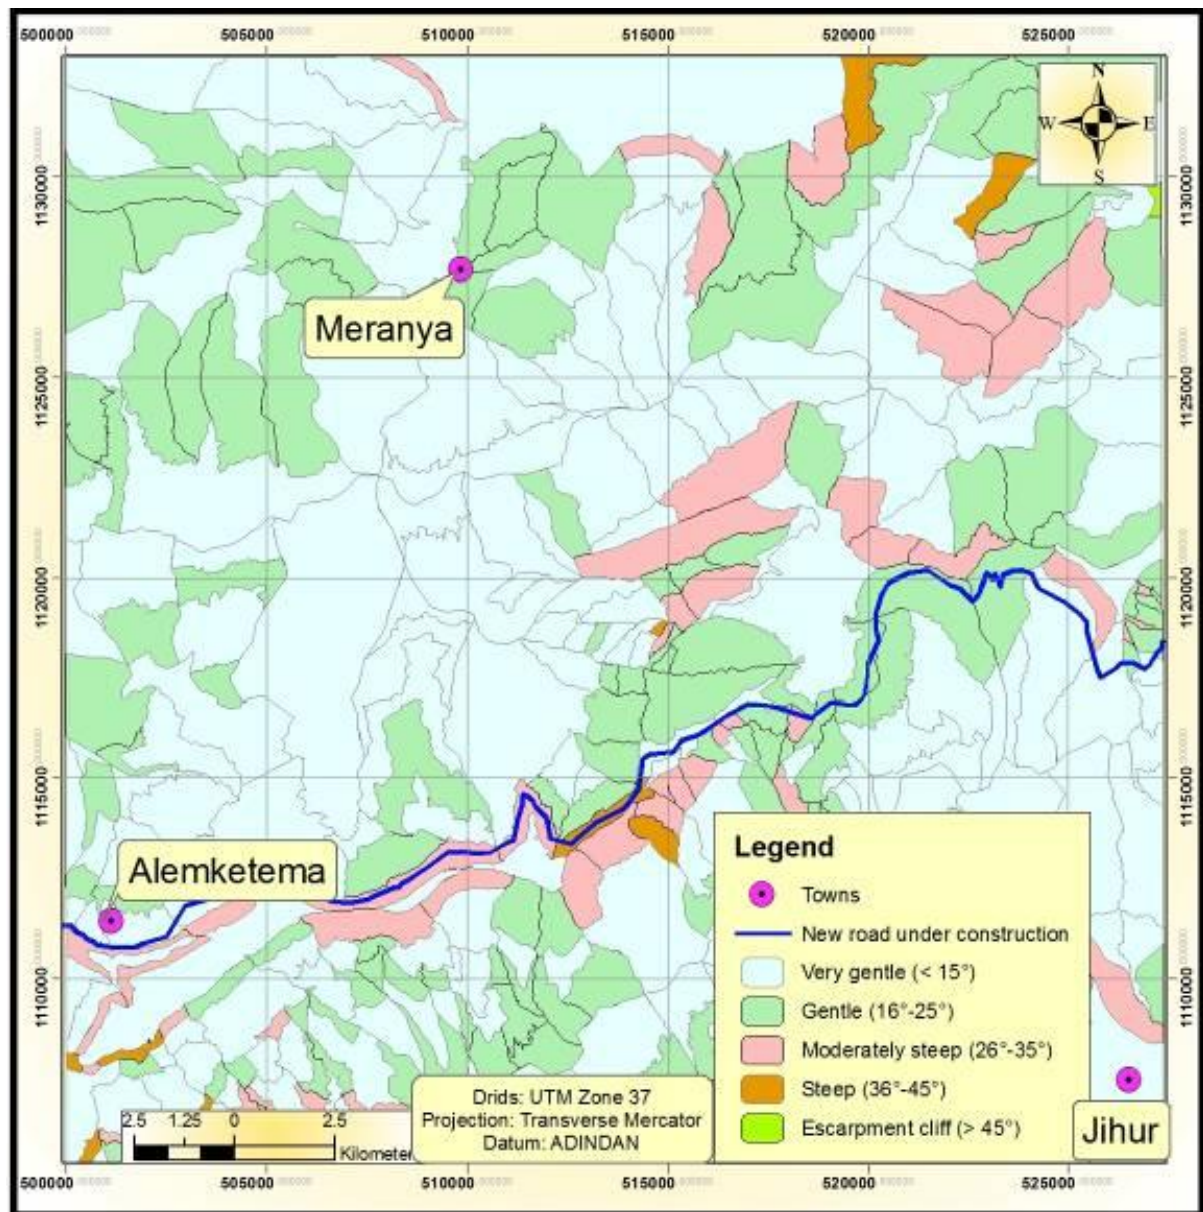 500000 505000 510000 515000 520000 525000
N
W E
S
1130000 1130000
Meranya
1125000 1125000
1120000 1120000
1115000 1115000
Alemketema
Legend
Towns
New road under construction
Very gentle (< 15°)
Gentle (16°-25°)
Moderately steep (26°-35°)
Steep (36°-45°)
Escarpment cliff (> 45°)
1110000 1110000
Drids: UTM Zone 37
Projection: Transverse Mercator
Datum: ADINDAN
2.5 1.25 0 2.5
Kilometer
Jihur
500000 505000 510000 515000 520000 525000